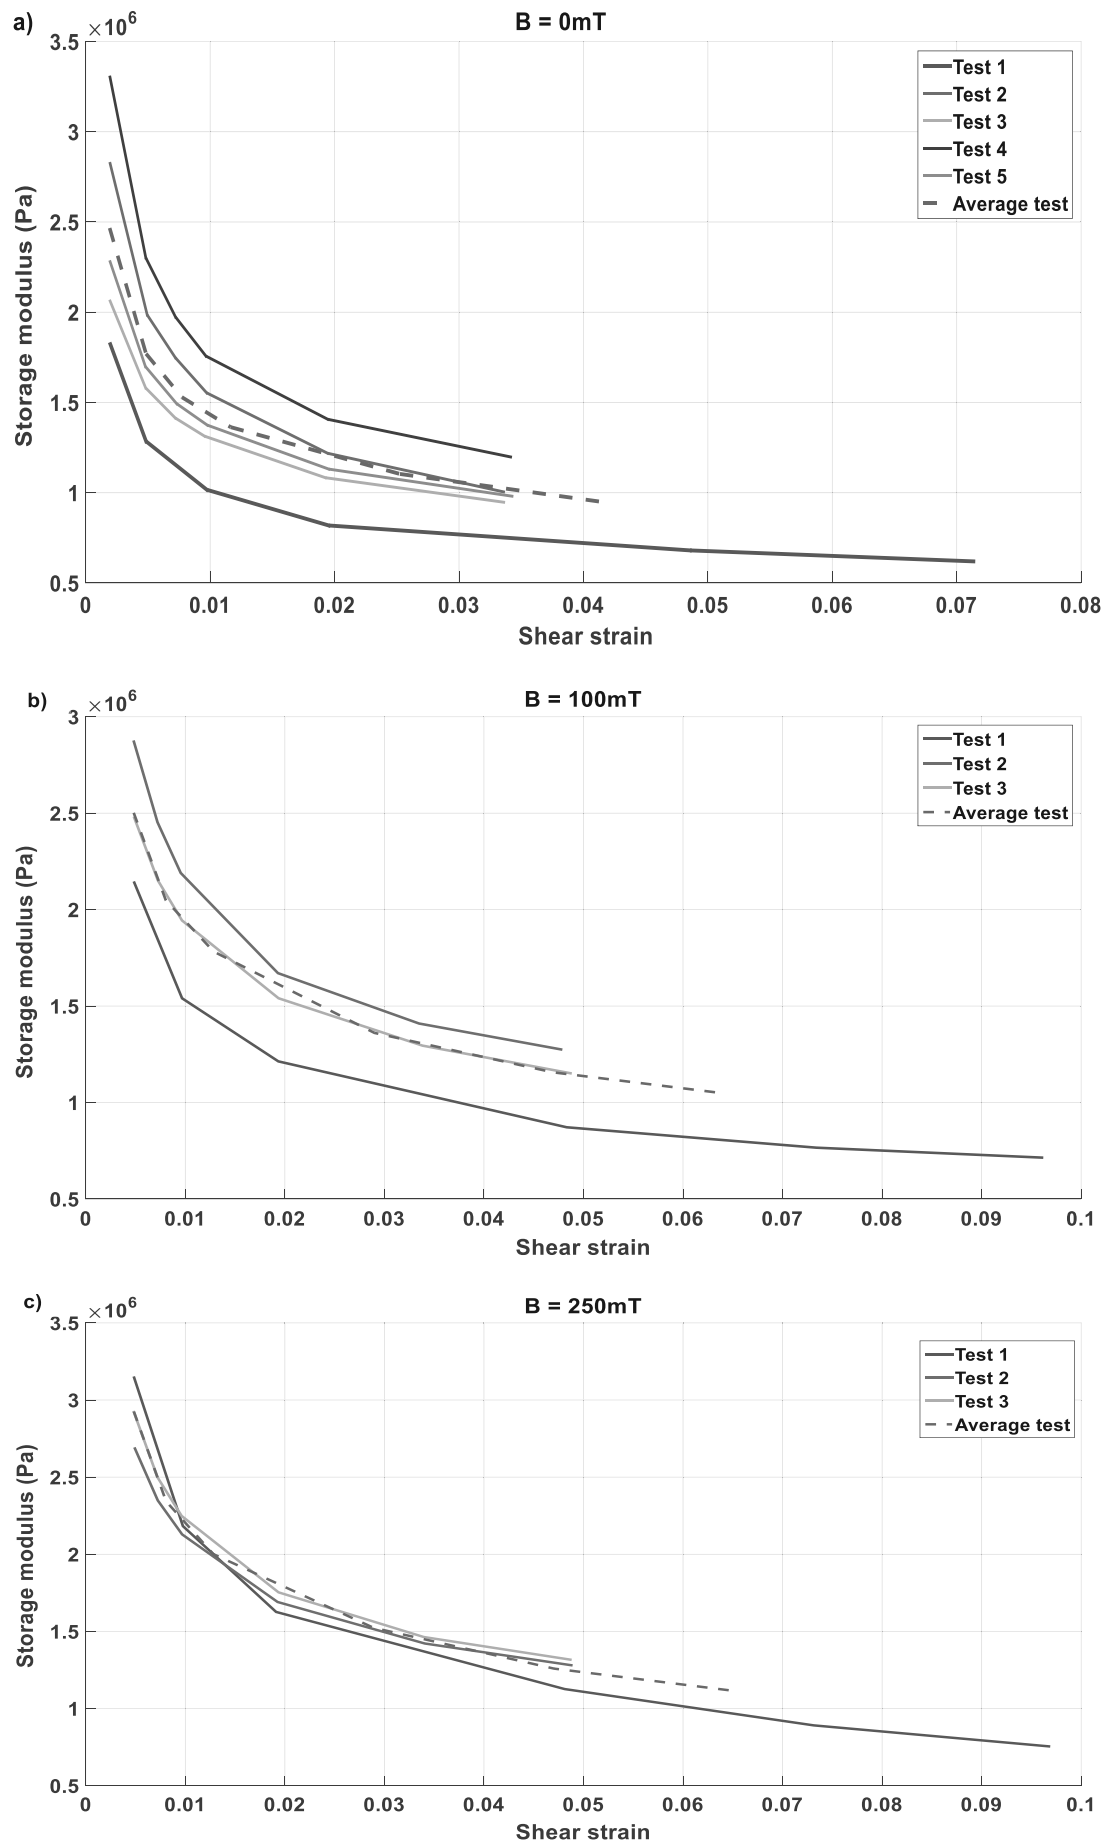 a)
×10⁶
B = 0mT
3.5
3
2.5
2
1.5
1
0.5
Storage modulus (Pa)
Test 1
Test 2
Test 3
Test 4
Test 5
Average test
0 0.01 0.02 0.03 0.04 0.05 0.06 0.07 0.08
Shear strain
b)
×10⁶
B = 100mT
3
2.5
2
1.5
1
0.5
Storage modulus (Pa)
Test 1
Test 2
Test 3
Average test
0 0.01 0.02 0.03 0.04 0.05 0.06 0.07 0.08 0.09 0.1
Shear strain
c)
×10⁶
B = 250mT
3.5
3
2.5
2
1.5
1
0.5
Storage modulus (Pa)
Test 1
Test 2
Test 3
Average test
0 0.01 0.02 0.03 0.04 0.05 0.06 0.07 0.08 0.09 0.1
Shear strain